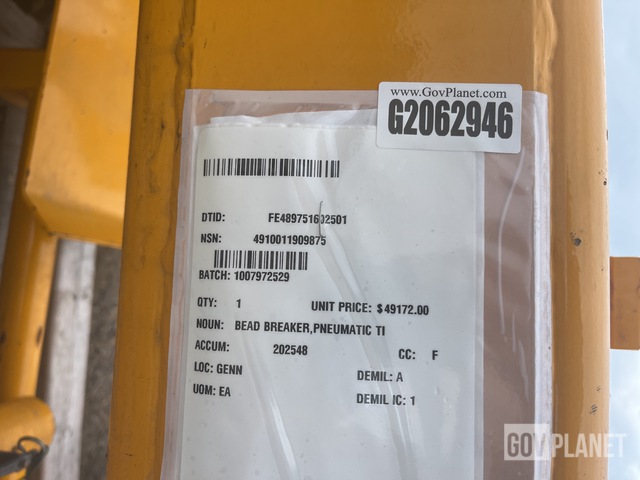 www.GovPlanet.com
G2062946
DTID: FE489751602501
NSN: 4910011909875
BATCH: 1007972529
QTY: 1 UNIT PRICE: $49172.00
NOUN: BEAD BREAKER,PNEUMATIC TI
ACCUM: 202548 CC: F
LOC: GENN DEMIL: A
UOM: EA DEMIL IC: 1
GOVPLANET